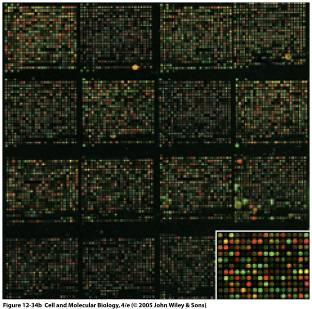 Figure 12-34b Cell and Molecular Biology, 4/e (© 2005 John Wiley & Sons)